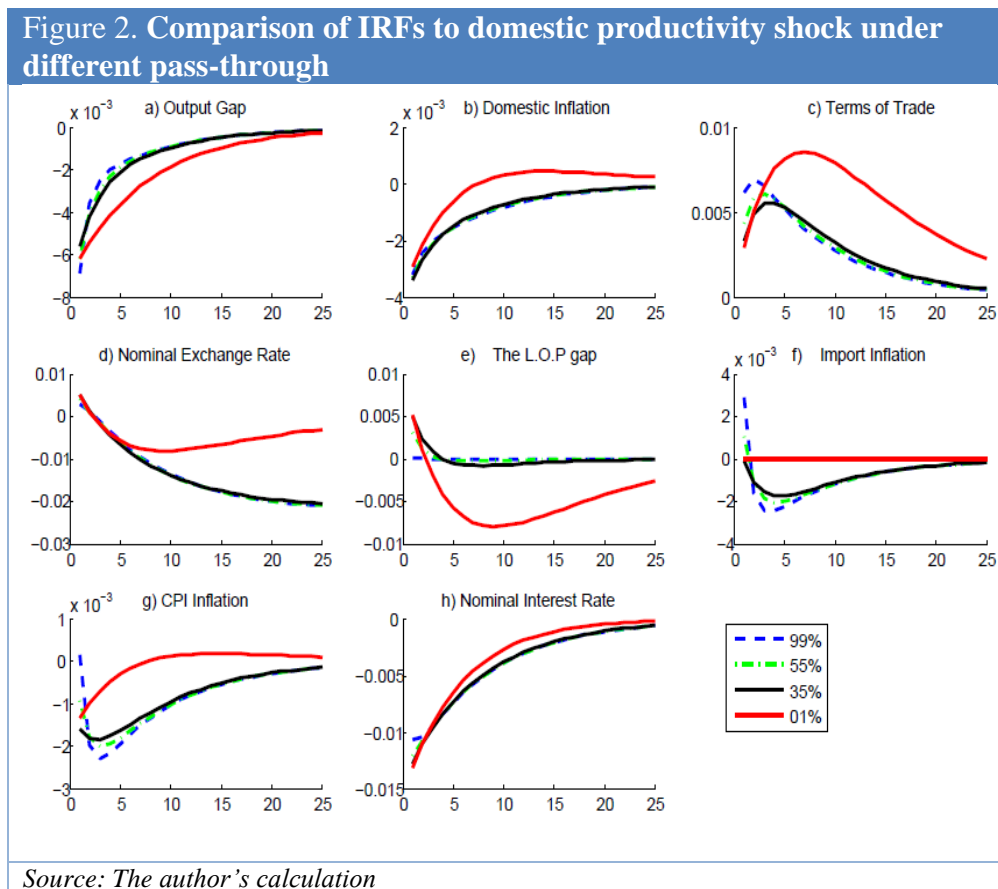 Figure 2. Comparison of IRFs to domestic productivity shock under
different pass-through
x 10⁻³ a) Output Gap
0
−2
−4
−6
−8
0 5 10 15 20 25
x 10⁻³ b) Domestic Inflation
2
0
−2
−4
0 5 10 15 20 25
c) Terms of Trade
0.01
0.005
0
0 5 10 15 20 25
d) Nominal Exchange Rate
0.01
0
−0.01
−0.02
−0.03
0 5 10 15 20 25
e) The L.O.P gap
0.01
0.005
0
−0.005
−0.01
0 5 10 15 20 25
x 10⁻³ f) Import Inflation
4
2
0
−2
−4
0 5 10 15 20 25
x 10⁻³ g) CPI Inflation
1
0
−1
−2
−3
0 5 10 15 20 25
h) Nominal Interest Rate
0
−0.005
−0.01
−0.015
0 5 10 15 20 25
99%
55%
35%
01%
Source: The author's calculation